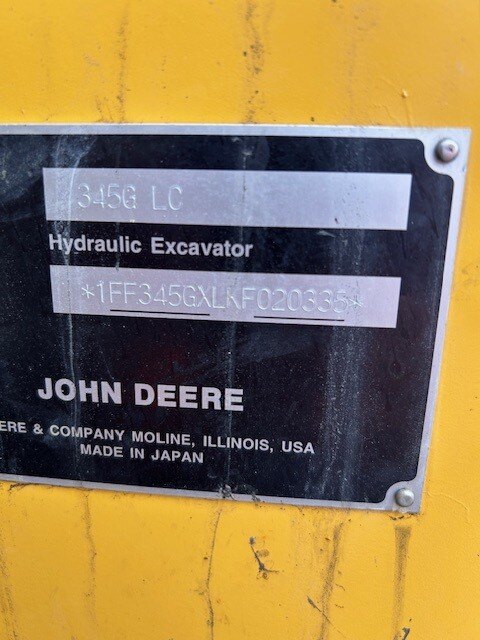 345G LC
Hydraulic Excavator
*1FF345GXLKF020335*
JOHN DEERE
ERE & COMPANY MOLINE, ILLINOIS, USA
MADE IN JAPAN